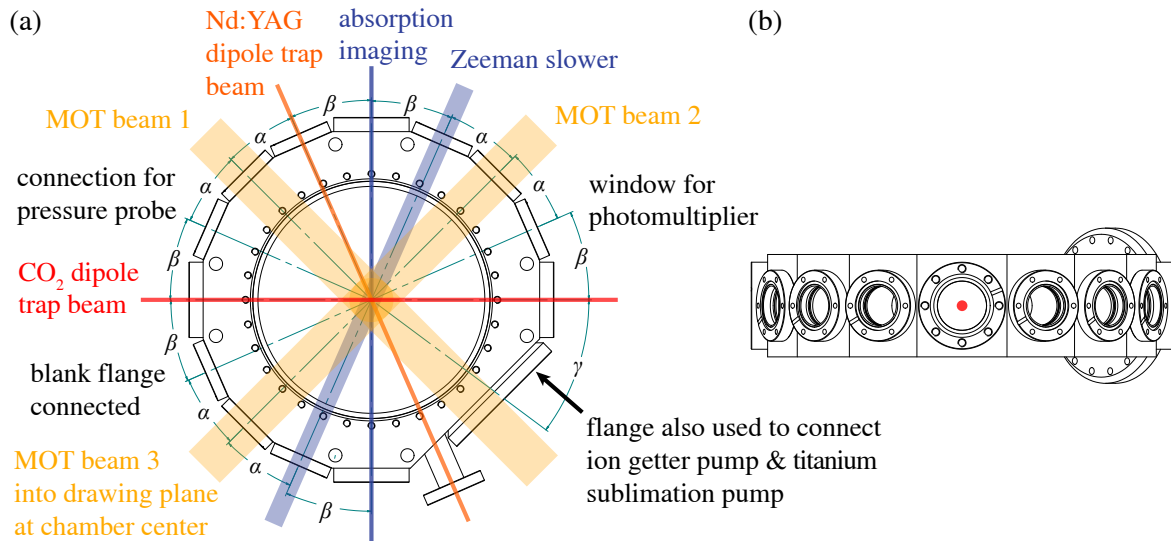 (a)
Nd:YAG
dipole trap
beam
absorption
imaging
Zeeman slower
(b)
MOT beam 1
MOT beam 2
β
β
α
α
α
α
connection for
pressure probe
window for
photomultiplier
β
β
CO₂ dipole
trap beam
β
γ
blank flange
connected
α
α
β
MOT beam 3
into drawing plane
at chamber center
flange also used to connect
ion getter pump & titanium
sublimation pump